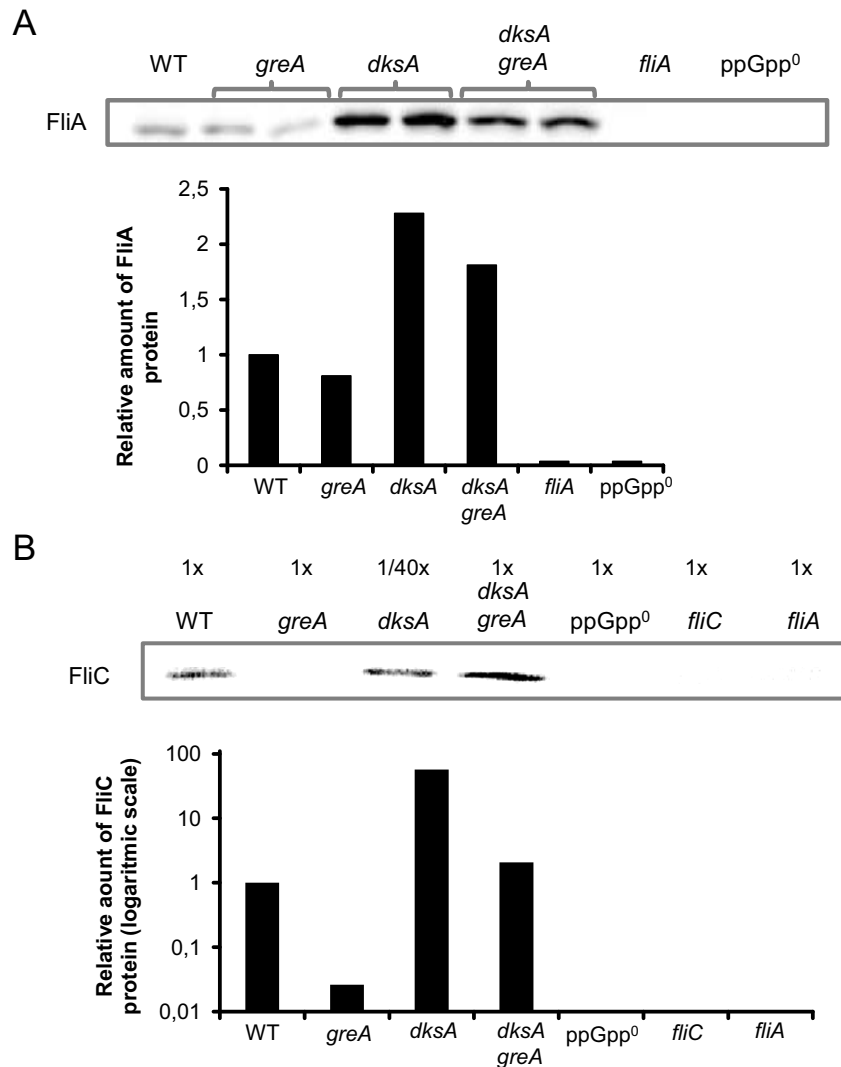 A
WT greA dksA dksA greA fliA ppGpp⁰
FliA
2,5
2
1,5
1
0,5
0
Relative amount of FliA
protein
WT greA dksA dksA greA fliA ppGpp⁰
B
1x 1x 1/40x 1x 1x 1x 1x
WT greA dksA dksA greA ppGpp⁰ fliC fliA
FliC
100
10
1
0,1
0,01
Relative aount of FliC
protein (logaritmic scale)
WT greA dksA dksA greA ppGpp⁰ fliC fliA